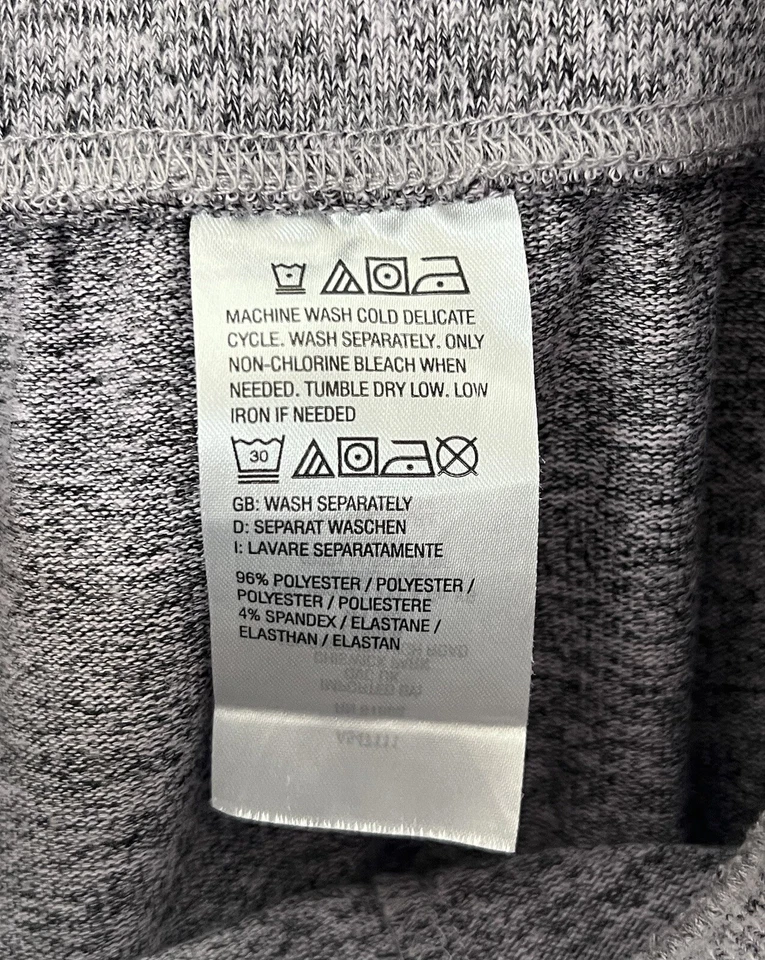 MACHINE WASH COLD DELICATE
CYCLE. WASH SEPARATELY. ONLY
NON-CHLORINE BLEACH WHEN
NEEDED. TUMBLE DRY LOW. LOW
IRON IF NEEDED
30
GB: WASH SEPARATELY
D: SEPARAT WASCHEN
I: LAVARE SEPARATAMENTE
96% POLYESTER / POLYESTER /
POLYESTER / POLIESTERE
4% SPANDEX / ELASTANE /
ELASTHAN / ELASTAN